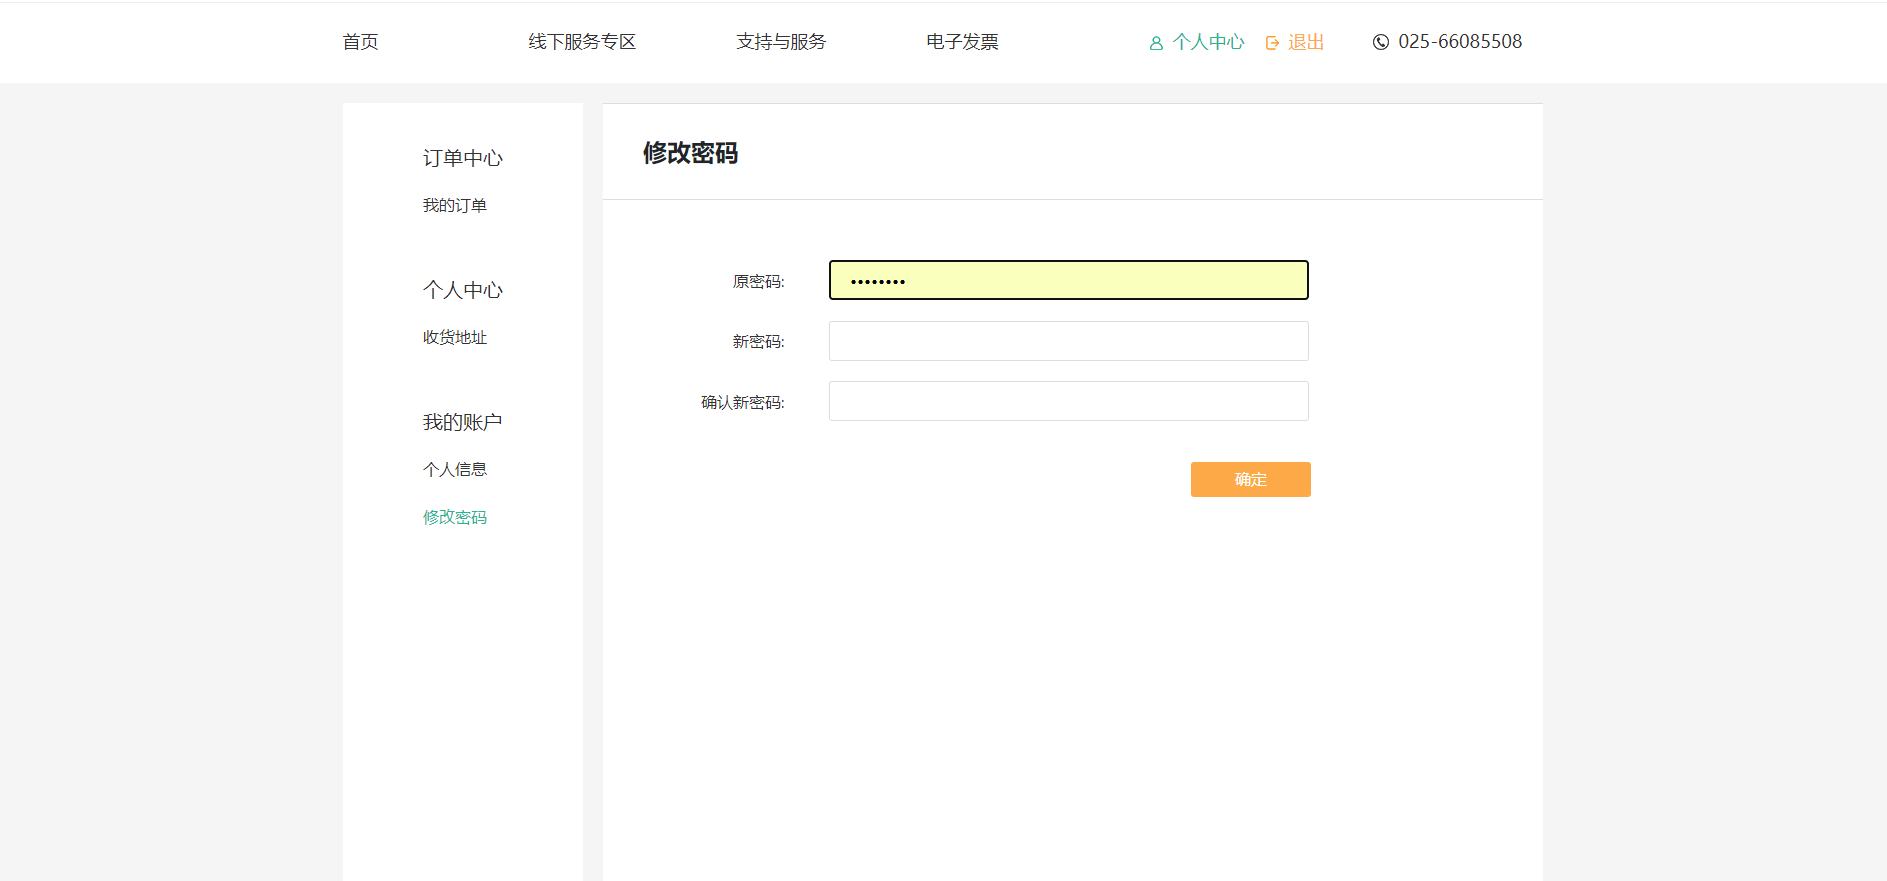 首页 线下服务专区 支持与服务 电子发票 个人中心 退出 025-66085508
订单中心
我的订单
个人中心
收货地址
我的账户
个人信息
修改密码
修改密码
原密码: ••••••••
新密码:
确认新密码:
确定